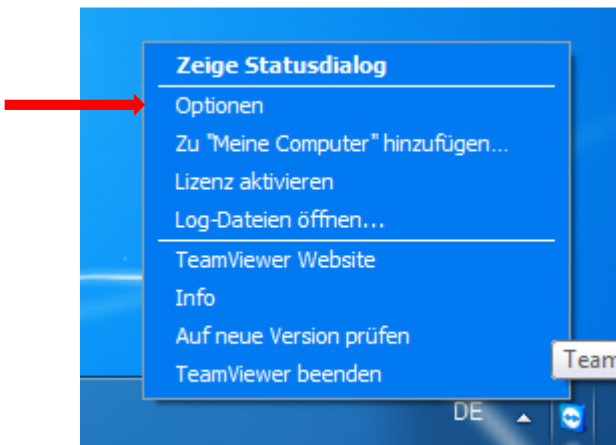 Zeige Statusdialog
Optionen
Zu "Meine Computer" hinzufügen...
Lizenz aktivieren
Log-Dateien öffnen...
TeamViewer Website
Info
Auf neue Version prüfen
TeamViewer beenden
Team
DE